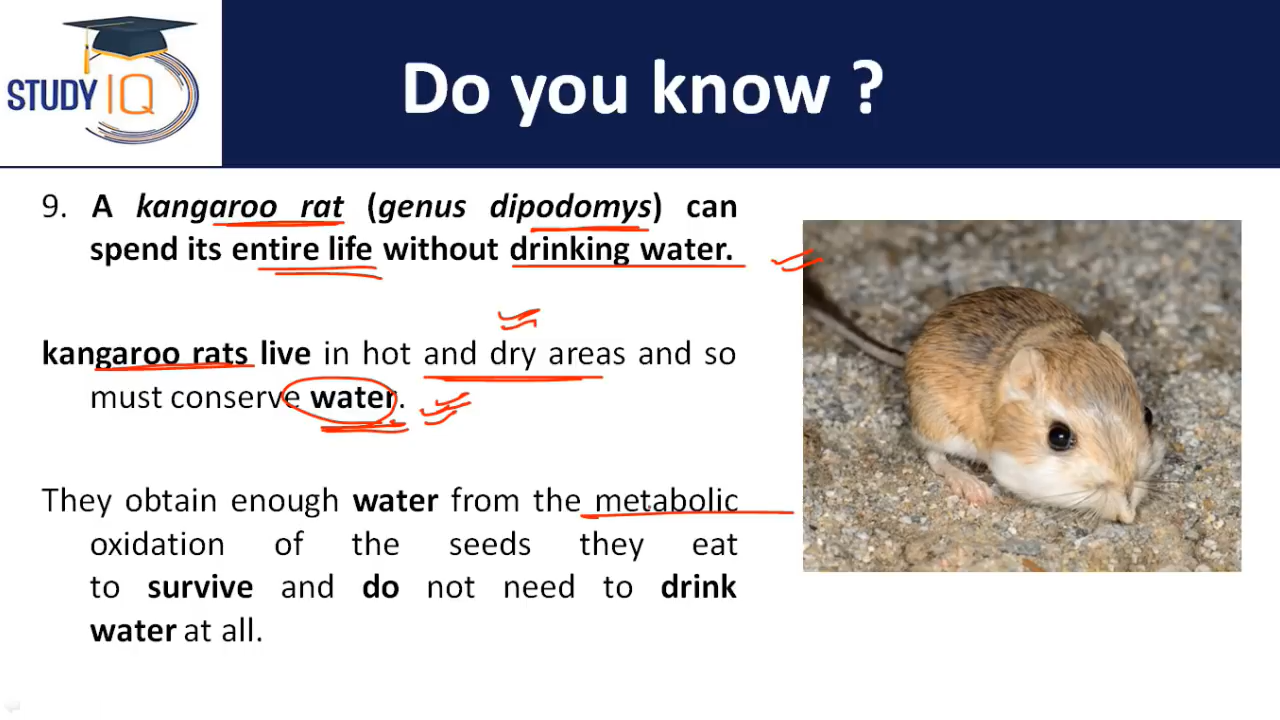 STUDY IQ
Do you know ?
9. A kangaroo rat (genus dipodomys) can
spend its entire life without drinking water.
kangaroo rats live in hot and dry areas and so
must conserve water.
They obtain enough water from the metabolic
oxidation of the seeds they eat
to survive and do not need to drink
water at all.